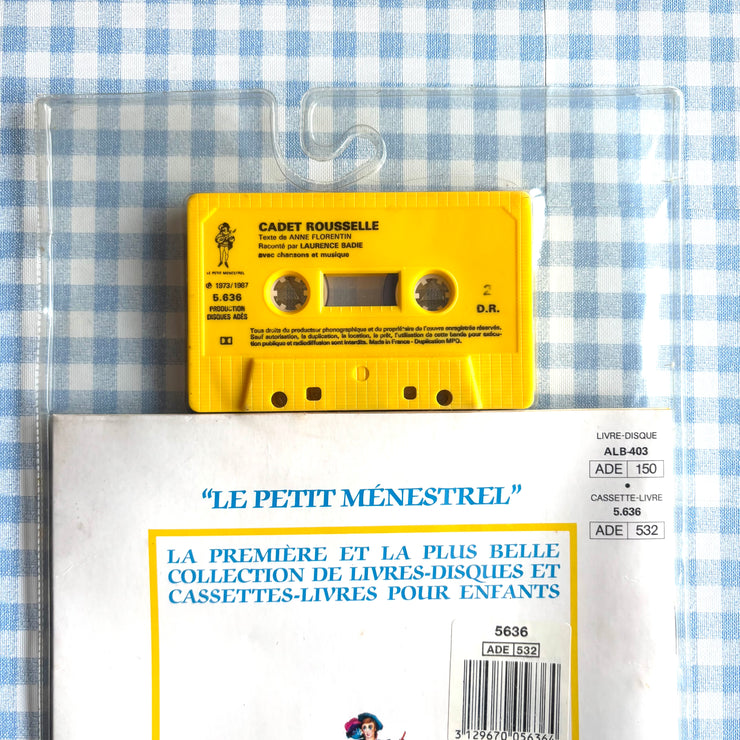 CADET ROUSSELLE
Texte de ANNE FLORENTIN
Raconté par LAURENCE BADIE
avec chansons et musique
LE PETIT MÉNESTREL
℗ 1973/1987
5.636
PRODUCTION
DISQUES ADÈS
2
D.R.
Tous droits du producteur phonographique et du propriétaire de l'œuvre enregistrée réservés.
Sauf autorisation, la duplication, la location, le prêt, l'utilisation de cette bande pour exécu-
tion publique et radiodiffusion sont interdits. Made in France - Duplication MPO.
LIVRE-DISQUE
ALB-403
ADE 150
•
CASSETTE-LIVRE
5.636
ADE 532
"LE PETIT MÉNESTREL"
LA PREMIÈRE ET LA PLUS BELLE
COLLECTION DE LIVRES-DISQUES ET
CASSETTES-LIVRES POUR ENFANTS
5636
ADE 532
3 129670 056364